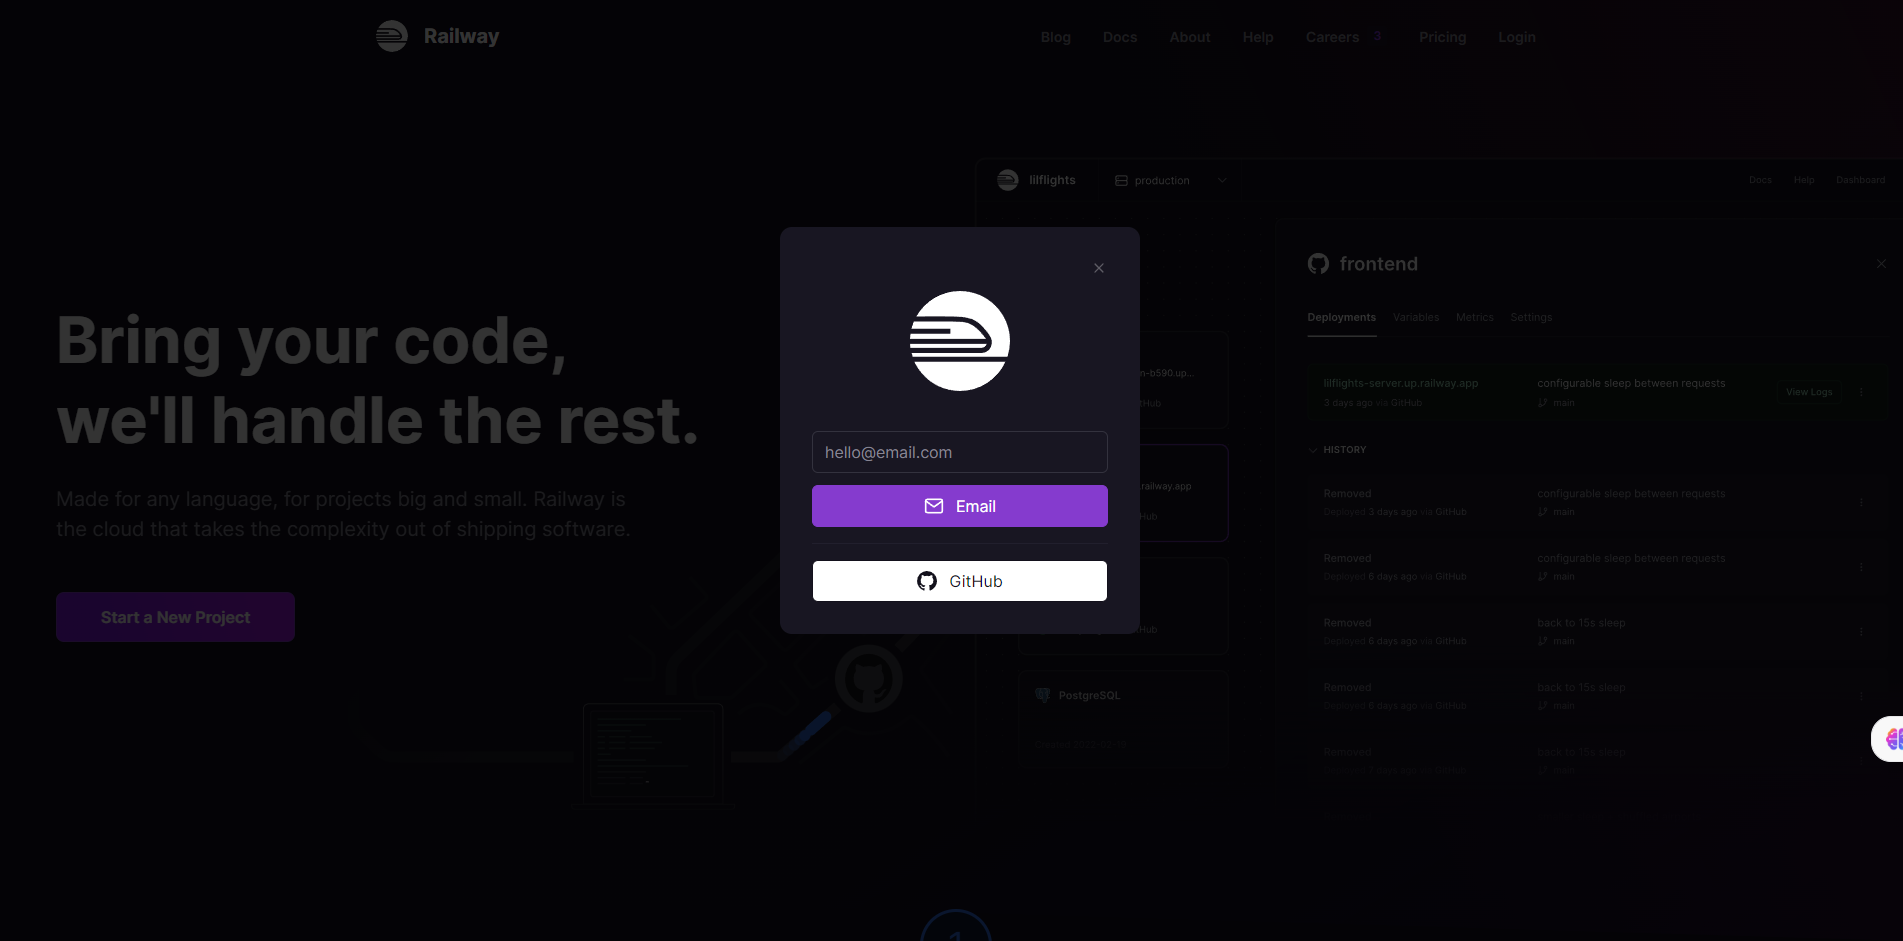 Railway
Blog Docs About Help Careers 3 Pricing Login
Bring your code,
we'll handle the rest.
Made for any language, for projects big and small. Railway is
the cloud that takes the complexity out of shipping software.
Start a New Project
hello@email.com
Email
GitHub
lilflights production
Docs Help Dashboard
n-b590.up...
tHub
.railway.app
Hub
Hub
PostgreSQL
frontend
Deployments Variables Metrics Settings
lilflights-server.up.railway.app configurable sleep between requests View Logs
3 days ago via GitHub main
HISTORY
Removed configurable sleep between requests
Deployed 3 days ago via GitHub main
Removed configurable sleep between requests
Deployed 6 days ago via GitHub main
Removed back to 15s sleep
Deployed 6 days ago via GitHub main
Removed back to 15s sleep
Deployed 6 days ago via GitHub main
Removed back to 15s sleep
1